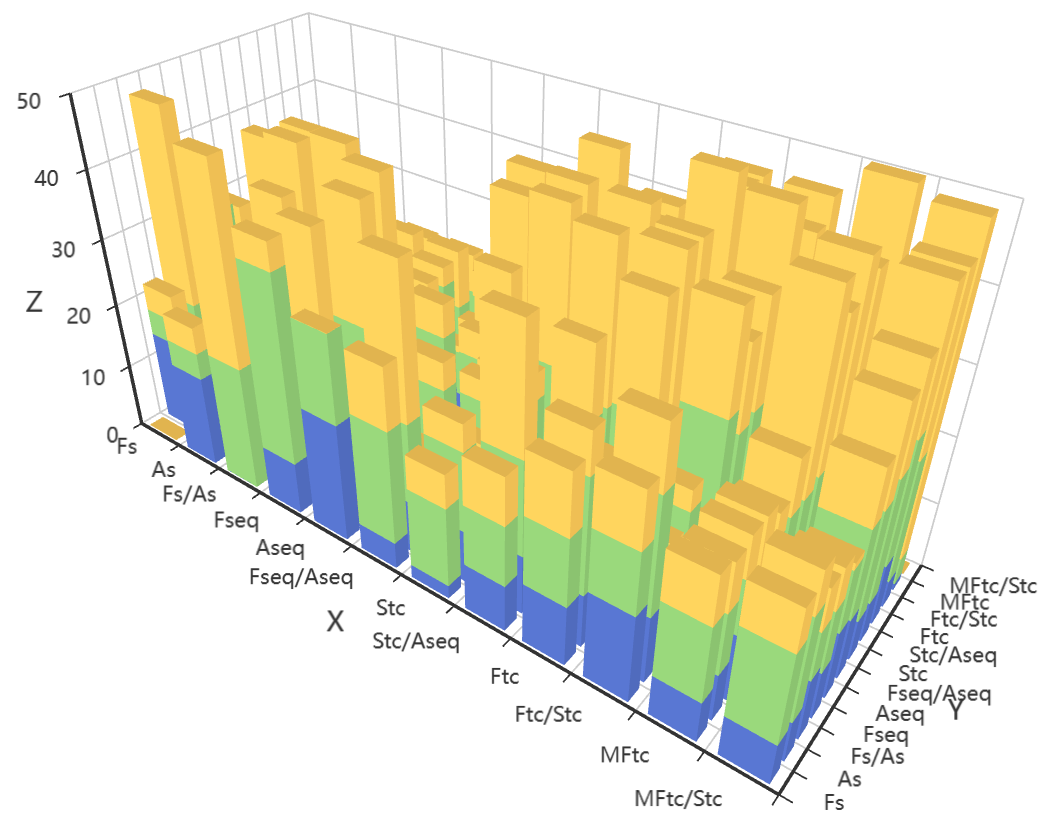 50
40
30
20
10
0
Z
Fs
As
Fs/As
Fseq
Aseq
Fseq/Aseq
Stc
Stc/Aseq
Ftc
Ftc/Stc
MFtc
MFtc/Stc
X
MFtc/Stc
MFtc
Ftc/Stc
Ftc
Stc/Aseq
Stc
Fseq/Aseq
Aseq
Fseq
Fs/As
As
Fs
Y